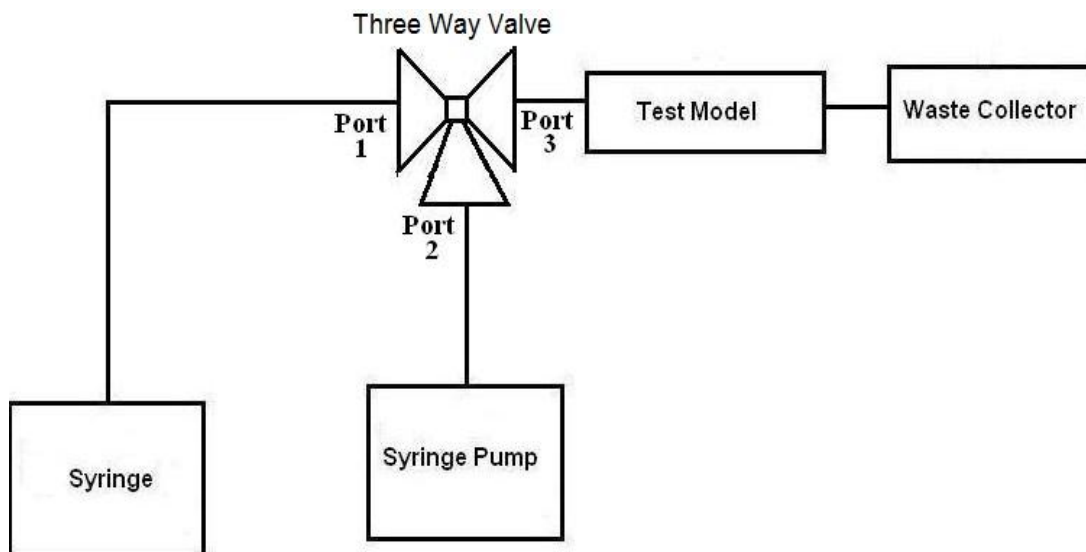 Three Way Valve
Port
1
Port
3
Port
2
Test Model
Waste Collector
Syringe
Syringe Pump